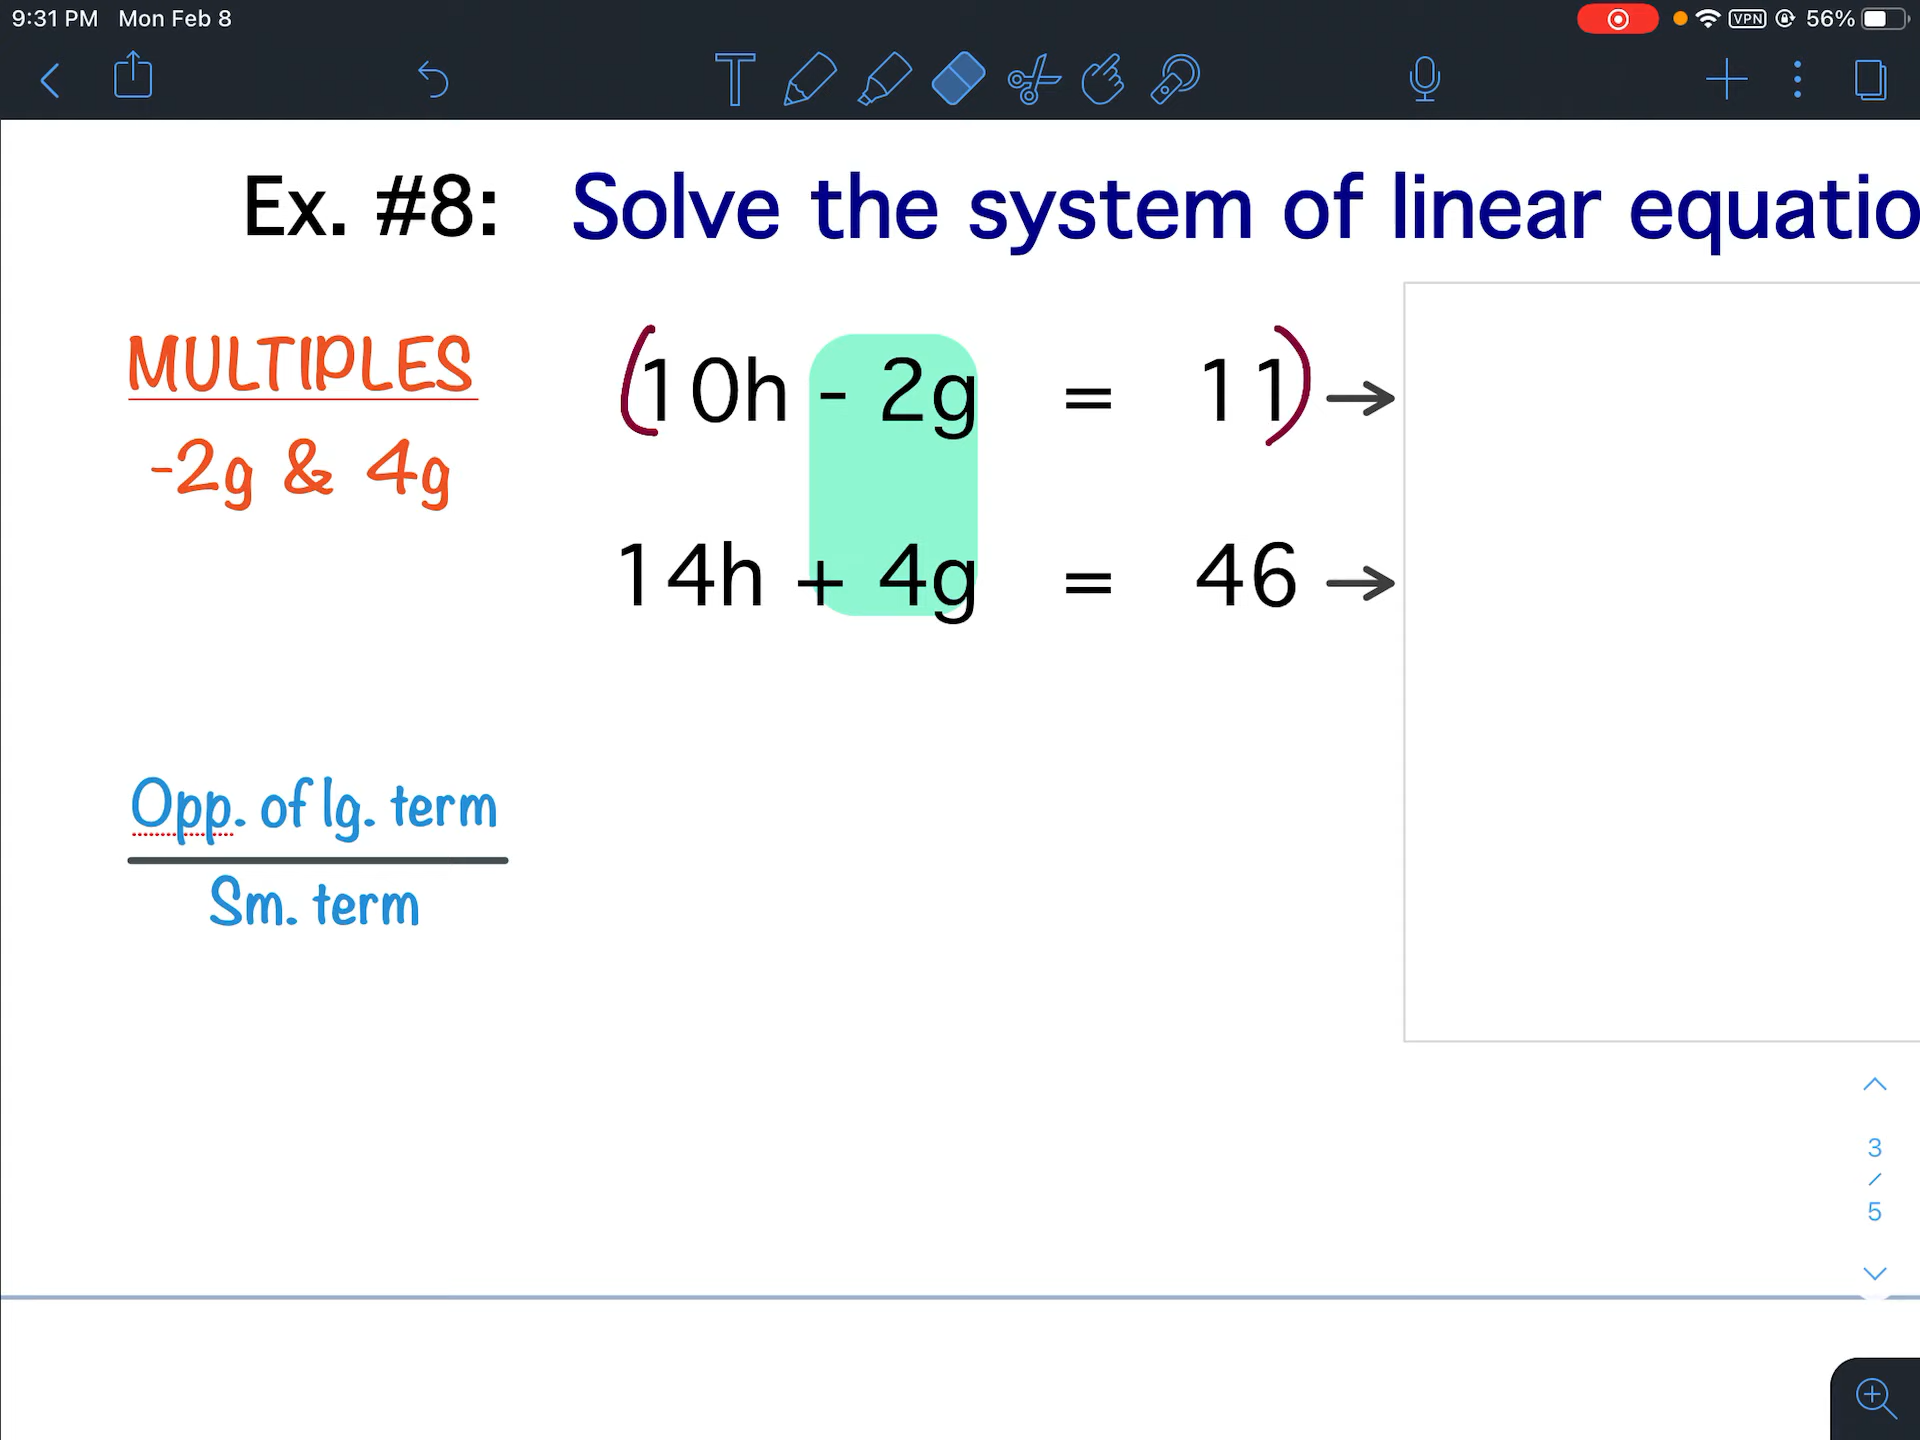 9:31 PM Mon Feb 8
VPN 56%
Ex. #8: Solve the system of linear equatio
MULTIPLES
-2g & 4g
(10h - 2g = 11) →
14h + 4g = 46 →
Opp. of lg. term
Sm. term
3
/
5